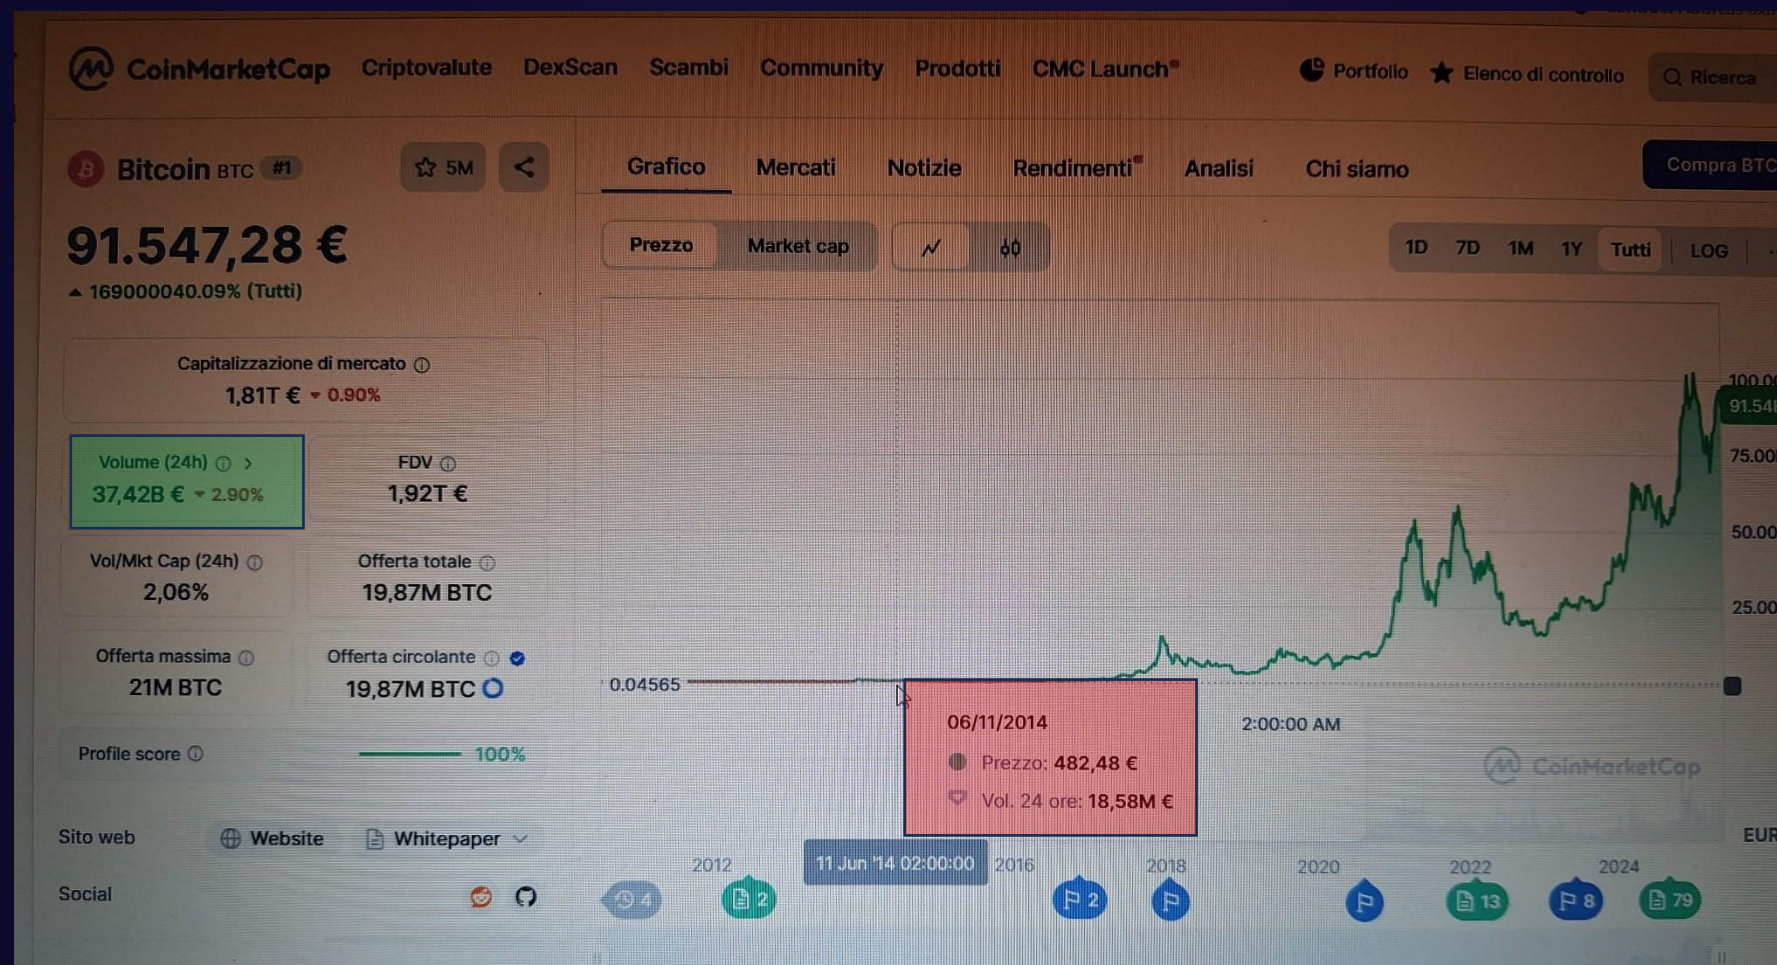 CoinMarketCap Criptovalute DexScan Scambi Community Prodotti CMC Launch Portfolio Elenco di controllo Ricerca
Bitcoin BTC #1 5M
Grafico Mercati Notizie Rendimenti Analisi Chi siamo Compra BTC
91.547,28 €
169000040.09% (Tutti)
Prezzo Market cap
1D 7D 1M 1Y Tutti LOG
Capitalizzazione di mercato
1,81T € 0.90%
Volume (24h) >
37,42B € 2.90%
FDV
1,92T €
Vol/Mkt Cap (24h)
2,06%
Offerta totale
19,87M BTC
Offerta massima
21M BTC
Offerta circolante
19,87M BTC
Profile score 100%
Sito web Website Whitepaper
Social
100.00
91.54
75.00
50.00
25.00
0.04565
06/11/2014 2:00:00 AM
Prezzo: 482,48 €
Vol. 24 ore: 18,58M €
CoinMarketCap
EUR
2012 11 Jun '14 02:00:00 2016 2018 2020 2022 2024
4 2 2 13 8 79